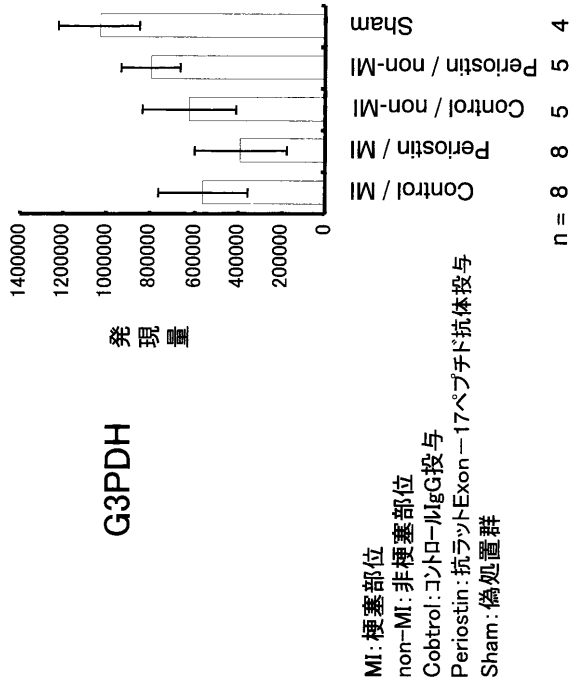 G3PDH
発現量
1400000
1200000
1000000
800000
600000
400000
200000
0
Control / MI
Periostin / MI
Control / non-MI
Periostin / non-MI
Sham
n = 8 8 5 5 4
MI：梗塞部位
non-MI：非梗塞部位
Cobtrol：コントロールIgG投与
Periostin：抗ラットExon－17ペプチド抗体投与
Sham：偽処置群